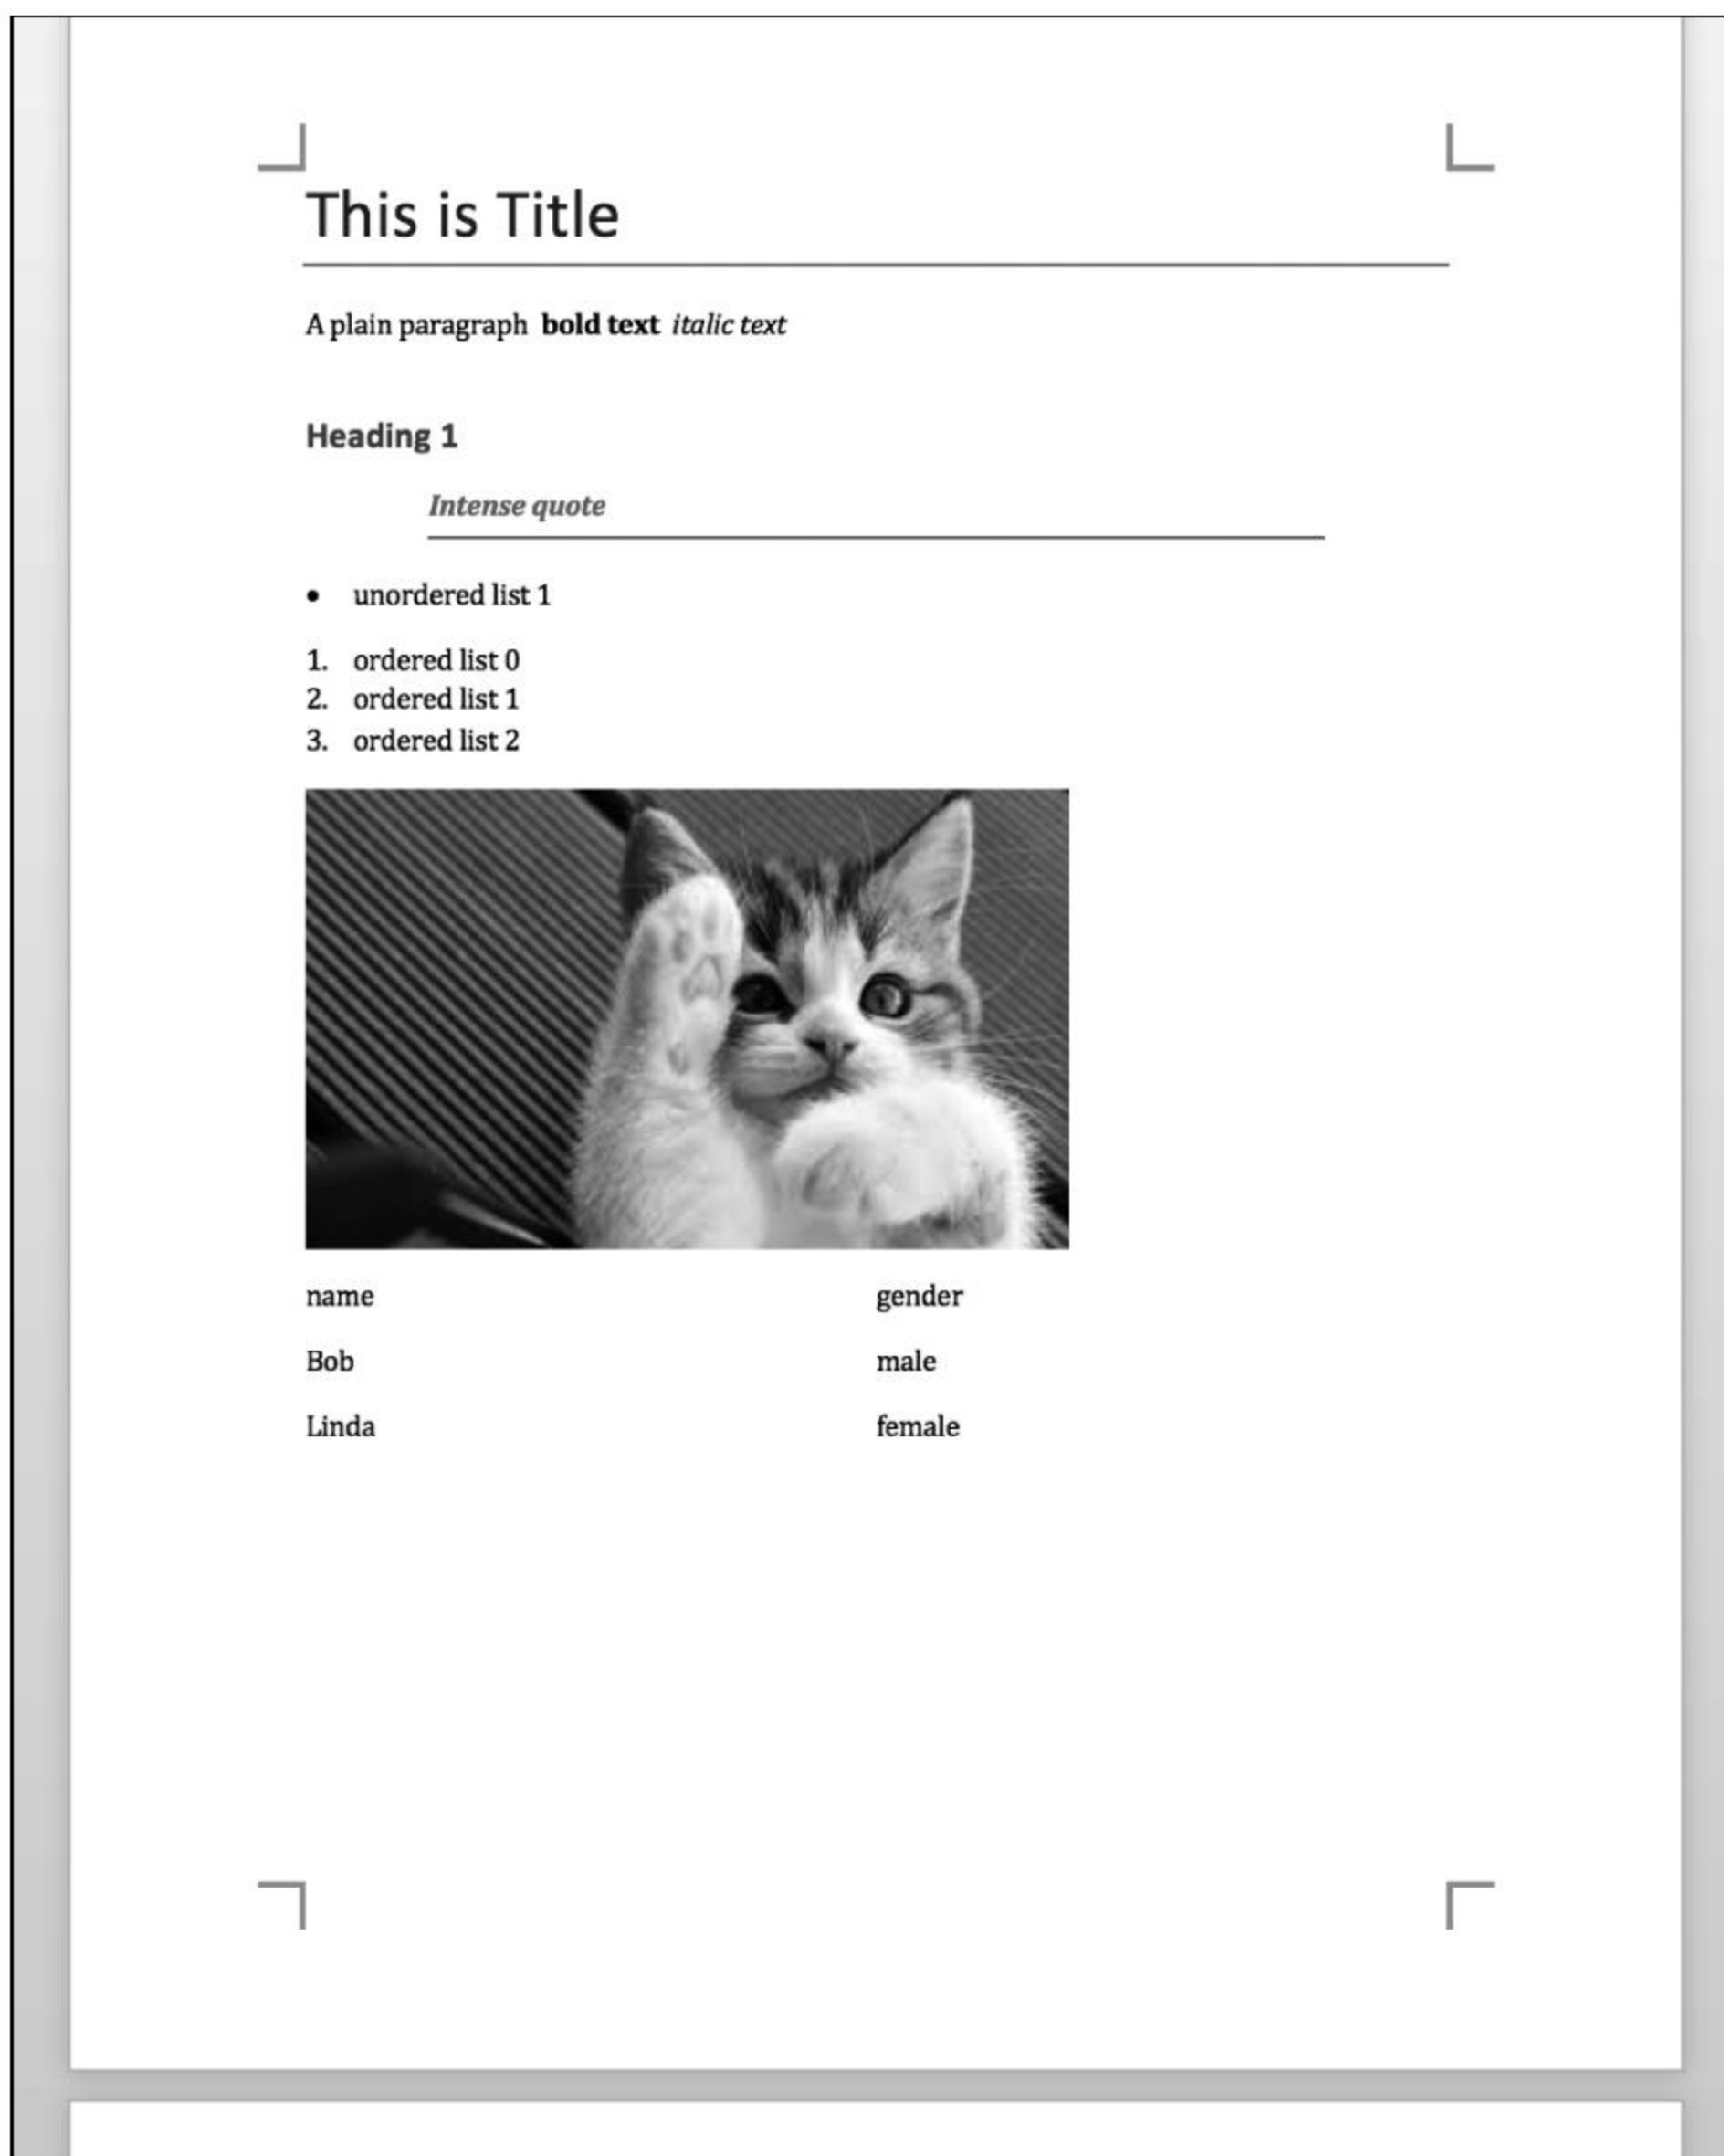 This is Title
A plain paragraph bold text italic text
Heading 1
Intense quote
• unordered list 1
1. ordered list 0
2. ordered list 1
3. ordered list 2
name gender
Bob male
Linda female